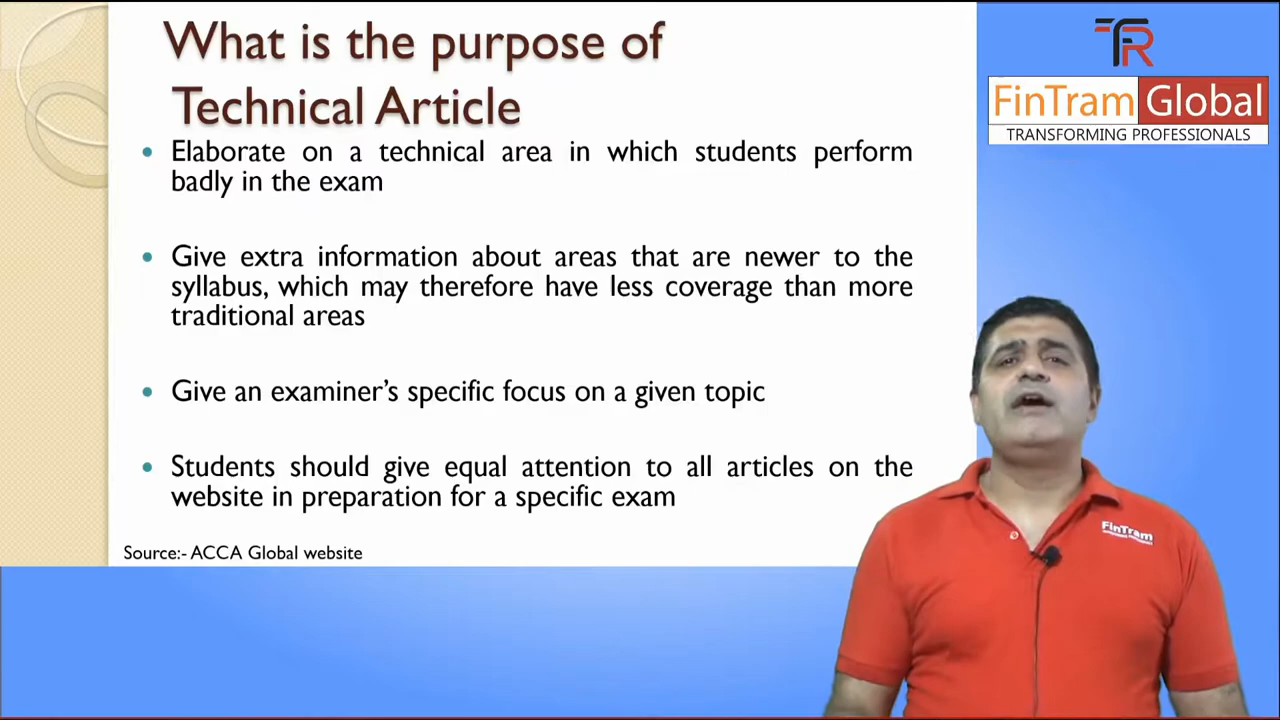 What is the purpose of
Technical Article
• Elaborate on a technical area in which students perform
badly in the exam
• Give extra information about areas that are newer to the
syllabus, which may therefore have less coverage than more
traditional areas
• Give an examiner’s specific focus on a given topic
• Students should give equal attention to all articles on the
website in preparation for a specific exam
Source:- ACCA Global website
FinTram Global
TRANSFORMING PROFESSIONALS
FinTram